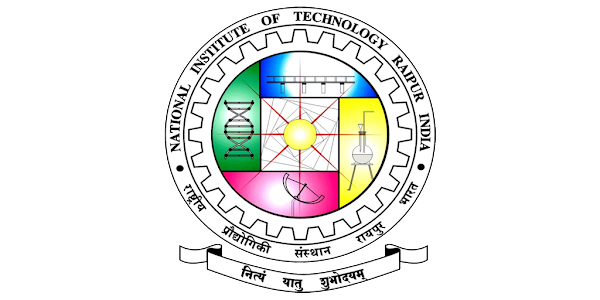 NATIONAL INSTITUTE OF TECHNOLOGY RAIPUR INDIA
राष्ट्रीय प्रौद्योगिकी संस्थान रायपुर भारत
नित्यं यातु शुभोदयम्